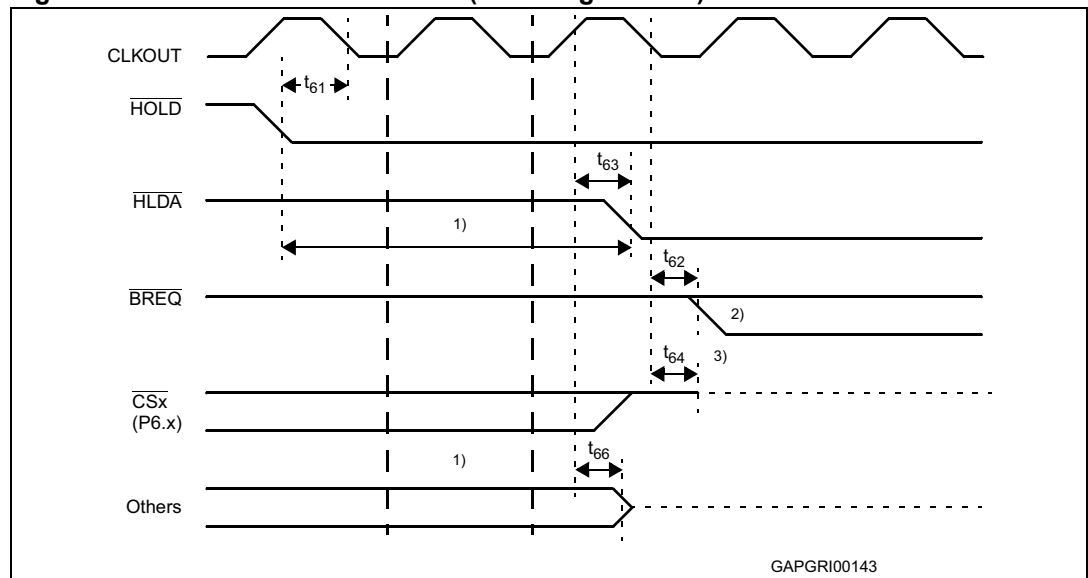 CLKOUT
t61
HOLD
t63
HLDA
1)
t62
BREQ
2)
t64
3)
CSx
(P6.x)
1)
t66
Others
GAPGRI00143